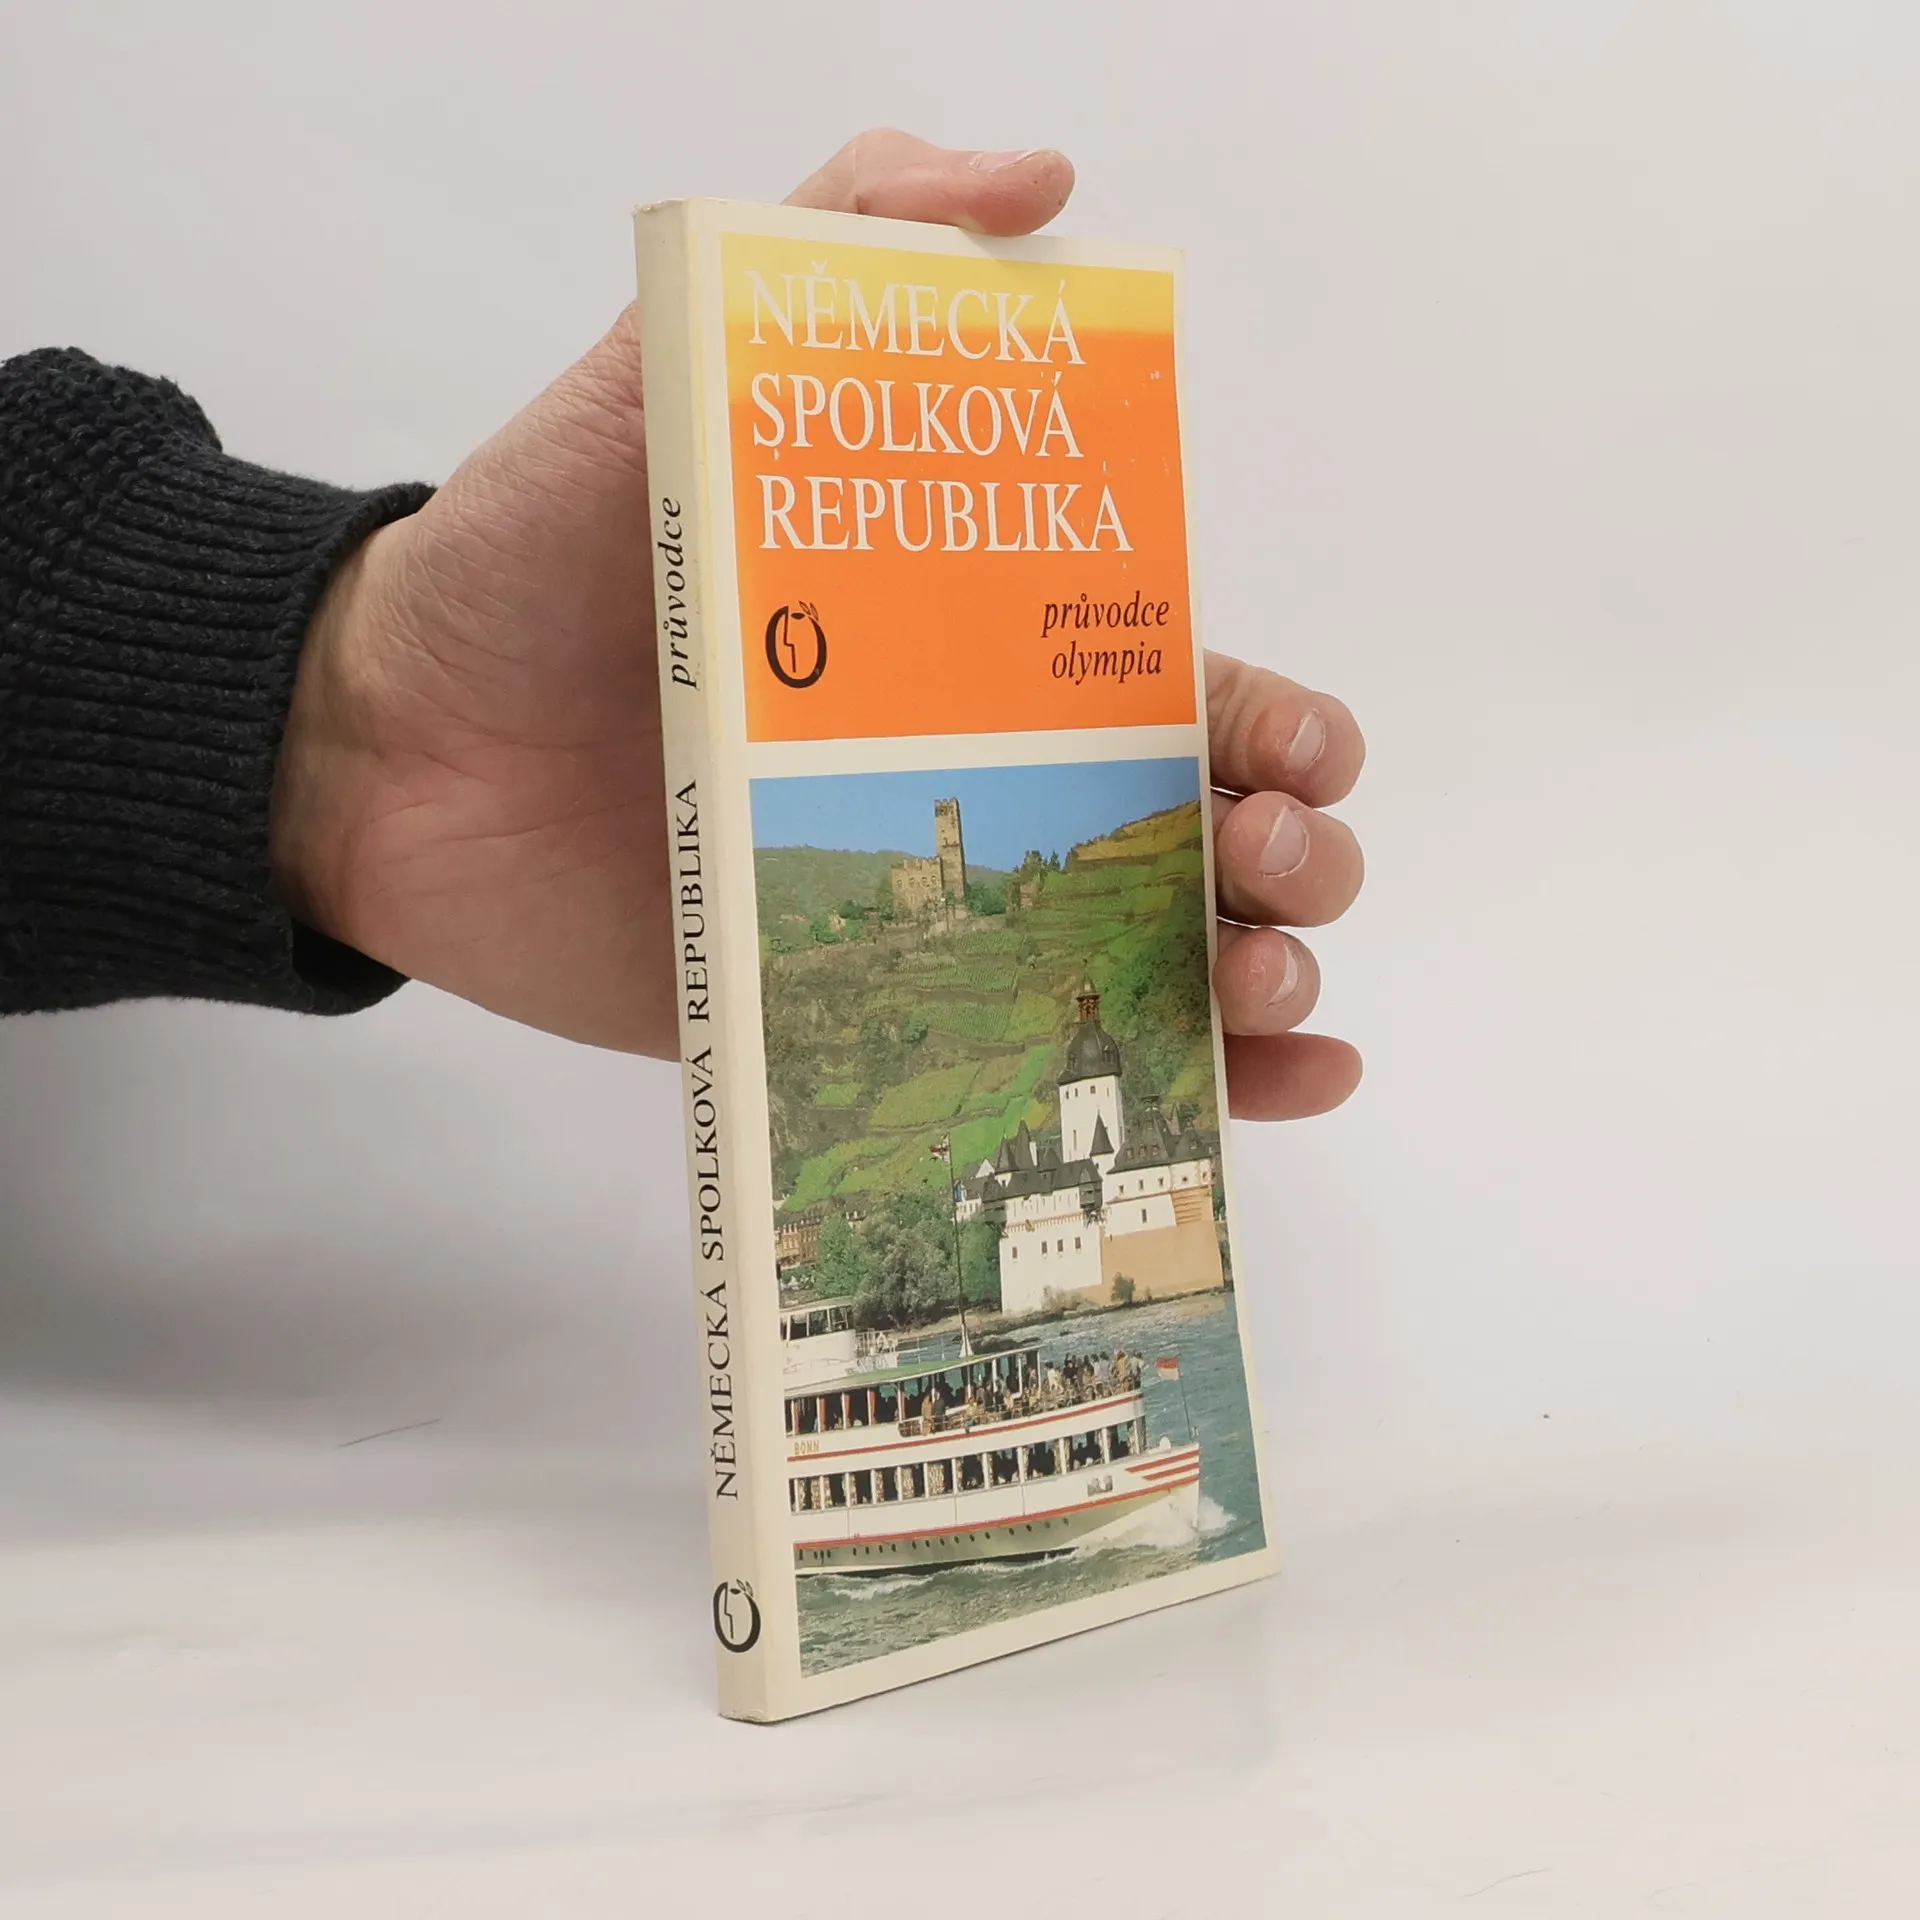 NĚMECKÁ
SPOLKOVÁ
REPUBLIKA
průvodce
olympia
NĚMECKÁ SPOLKOVÁ REPUBLIKA průvodce
BONN